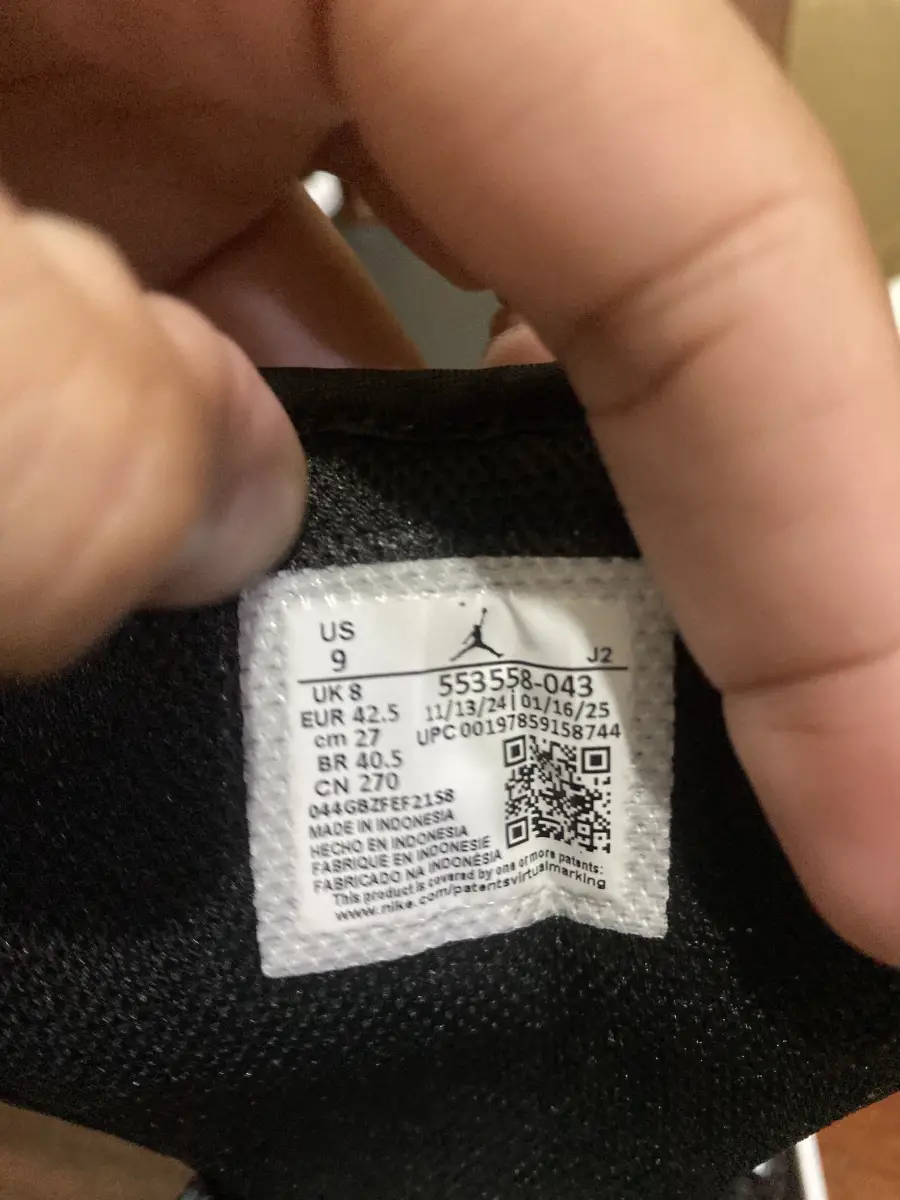 US
9
J2
UK 8
EUR 42.5
cm 27
BR 40.5
CN 270
553558-043
11/13/24|01/16/25
UPC 00197859158744
044GBZFEF21S8
MADE IN INDONESIA
HECHO EN INDONESIA
FABRIQUE EN INDONESIE
FABRICADO NA INDONÉSIA
This product is covered by one or more patents:
www.nike.com/patentsvirtualmarking